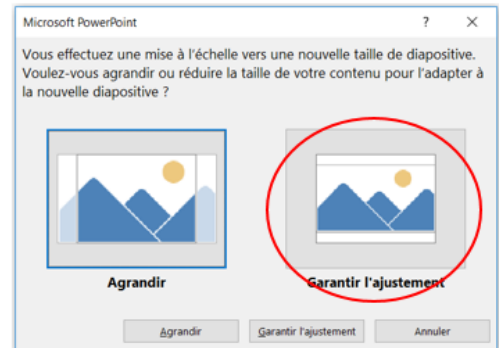 Microsoft PowerPoint ?
Vous effectuez une mise à l'échelle vers une nouvelle taille de diapositive.
Voulez-vous agrandir ou réduire la taille de votre contenu pour l'adapter à
la nouvelle diapositive ?
Agrandir Garantir l'ajustement
Agrandir Garantir l'ajustement Annuler